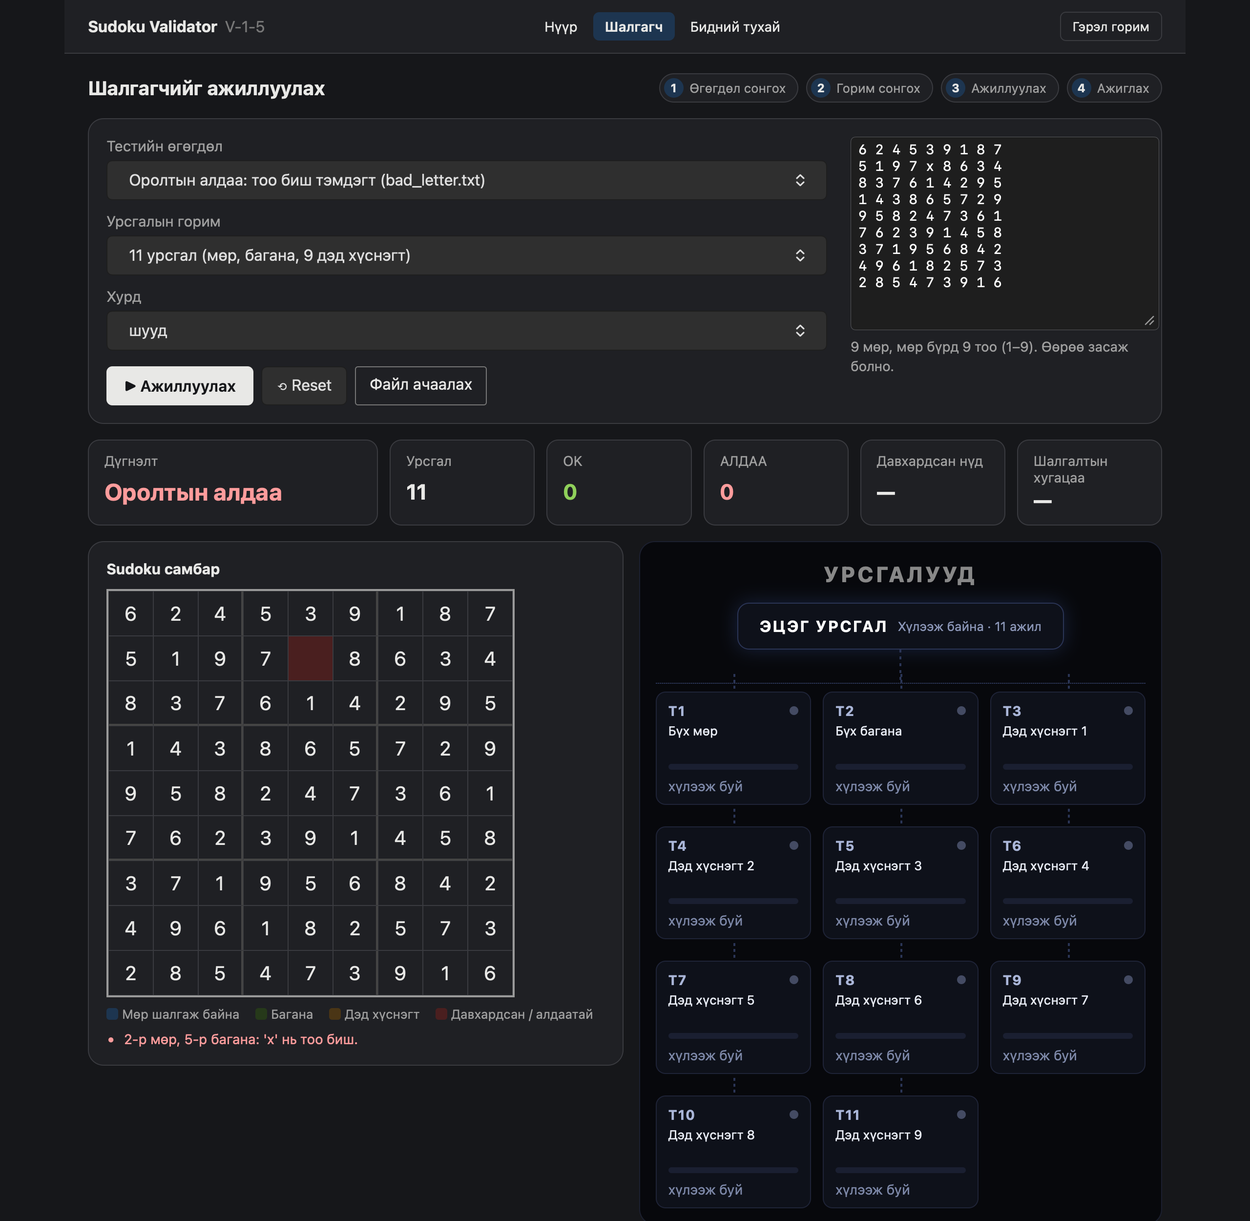 Sudoku Validator V-1-5
Нүүр
Шалгагч
Бидний тухай
Гэрэл горим
Шалгагчийг ажиллуулах
1 Өгөгдөл сонгох
2 Горим сонгох
3 Ажиллуулах
4 Ажиглах
Тестийн өгөгдөл
Оролтын алдаа: тоо биш тэмдэгт (bad_letter.txt)
Урсгалын горим
11 урсгал (мөр, багана, 9 дэд хүснэгт)
Хурд
шууд
Ажиллуулах
Reset
Файл ачаалах
6 2 4 5 3 9 1 8 7
5 1 9 7 x 8 6 3 4
8 3 7 6 1 4 2 9 5
1 4 3 8 6 5 7 2 9
9 5 8 2 4 7 3 6 1
7 6 2 3 9 1 4 5 8
3 7 1 9 5 6 8 4 2
4 9 6 1 8 2 5 7 3
2 8 5 4 7 3 9 1 6
9 мөр, мөр бүрд 9 тоо (1–9). Өөрөө засаж
болно.
Дүгнэлт
Оролтын алдаа
Урсгал
11
OK
0
АЛДАА
0
Давхардсан нүд
—
Шалгалтын
хугацаа
—
Sudoku самбар
6 2 4 5 3 9 1 8 7
5 1 9 7 8 6 3 4
8 3 7 6 1 4 2 9 5
1 4 3 8 6 5 7 2 9
9 5 8 2 4 7 3 6 1
7 6 2 3 9 1 4 5 8
3 7 1 9 5 6 8 4 2
4 9 6 1 8 2 5 7 3
2 8 5 4 7 3 9 1 6
Мөр шалгаж байна
Багана
Дэд хүснэгт
Давхардсан / алдаатай
• 2-р мөр, 5-р багана: 'x' нь тоо биш.
УРСГАЛУУД
ЭЦЭГ УРСГАЛ Хүлээж байна · 11 ажил
T1
Бүх мөр
хүлээж буй
T2
Бүх багана
хүлээж буй
T3
Дэд хүснэгт 1
хүлээж буй
T4
Дэд хүснэгт 2
хүлээж буй
T5
Дэд хүснэгт 3
хүлээж буй
T6
Дэд хүснэгт 4
хүлээж буй
T7
Дэд хүснэгт 5
хүлээж буй
T8
Дэд хүснэгт 6
хүлээж буй
T9
Дэд хүснэгт 7
хүлээж буй
T10
Дэд хүснэгт 8
хүлээж буй
T11
Дэд хүснэгт 9
хүлээж буй